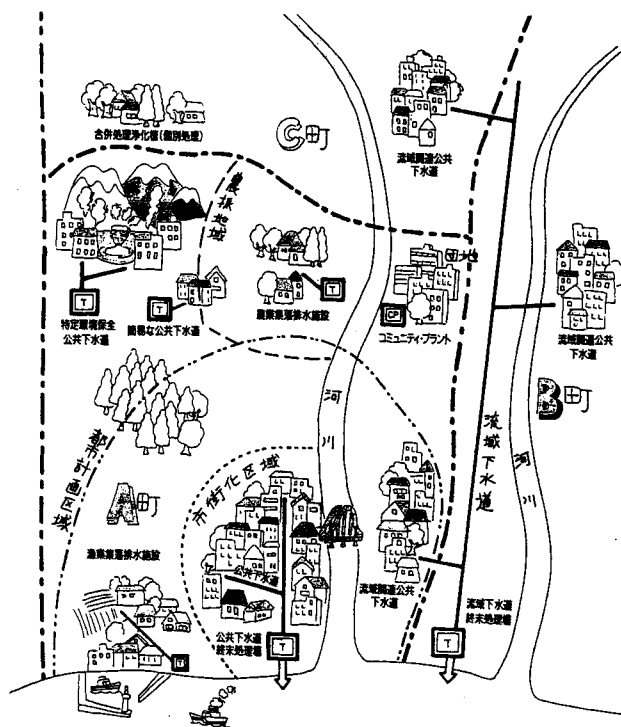 合併処理浄化槽(個別処理)
C町
流域関連公共
下水道
農振地域
団地
T
特定環境保全
公共下水道
T
簡易な公共下水道
T
農業集落排水施設
CP
コミュニティ・プラント
流域関連公共
下水道
B町
河川
河川
流域下水道
都市計画区域
市街化区域
A町
漁業集落排水施設
公共下水道
流域関連公共
下水道
公共下水道
終末処理場
T
流域下水道
終末処理場
T
T